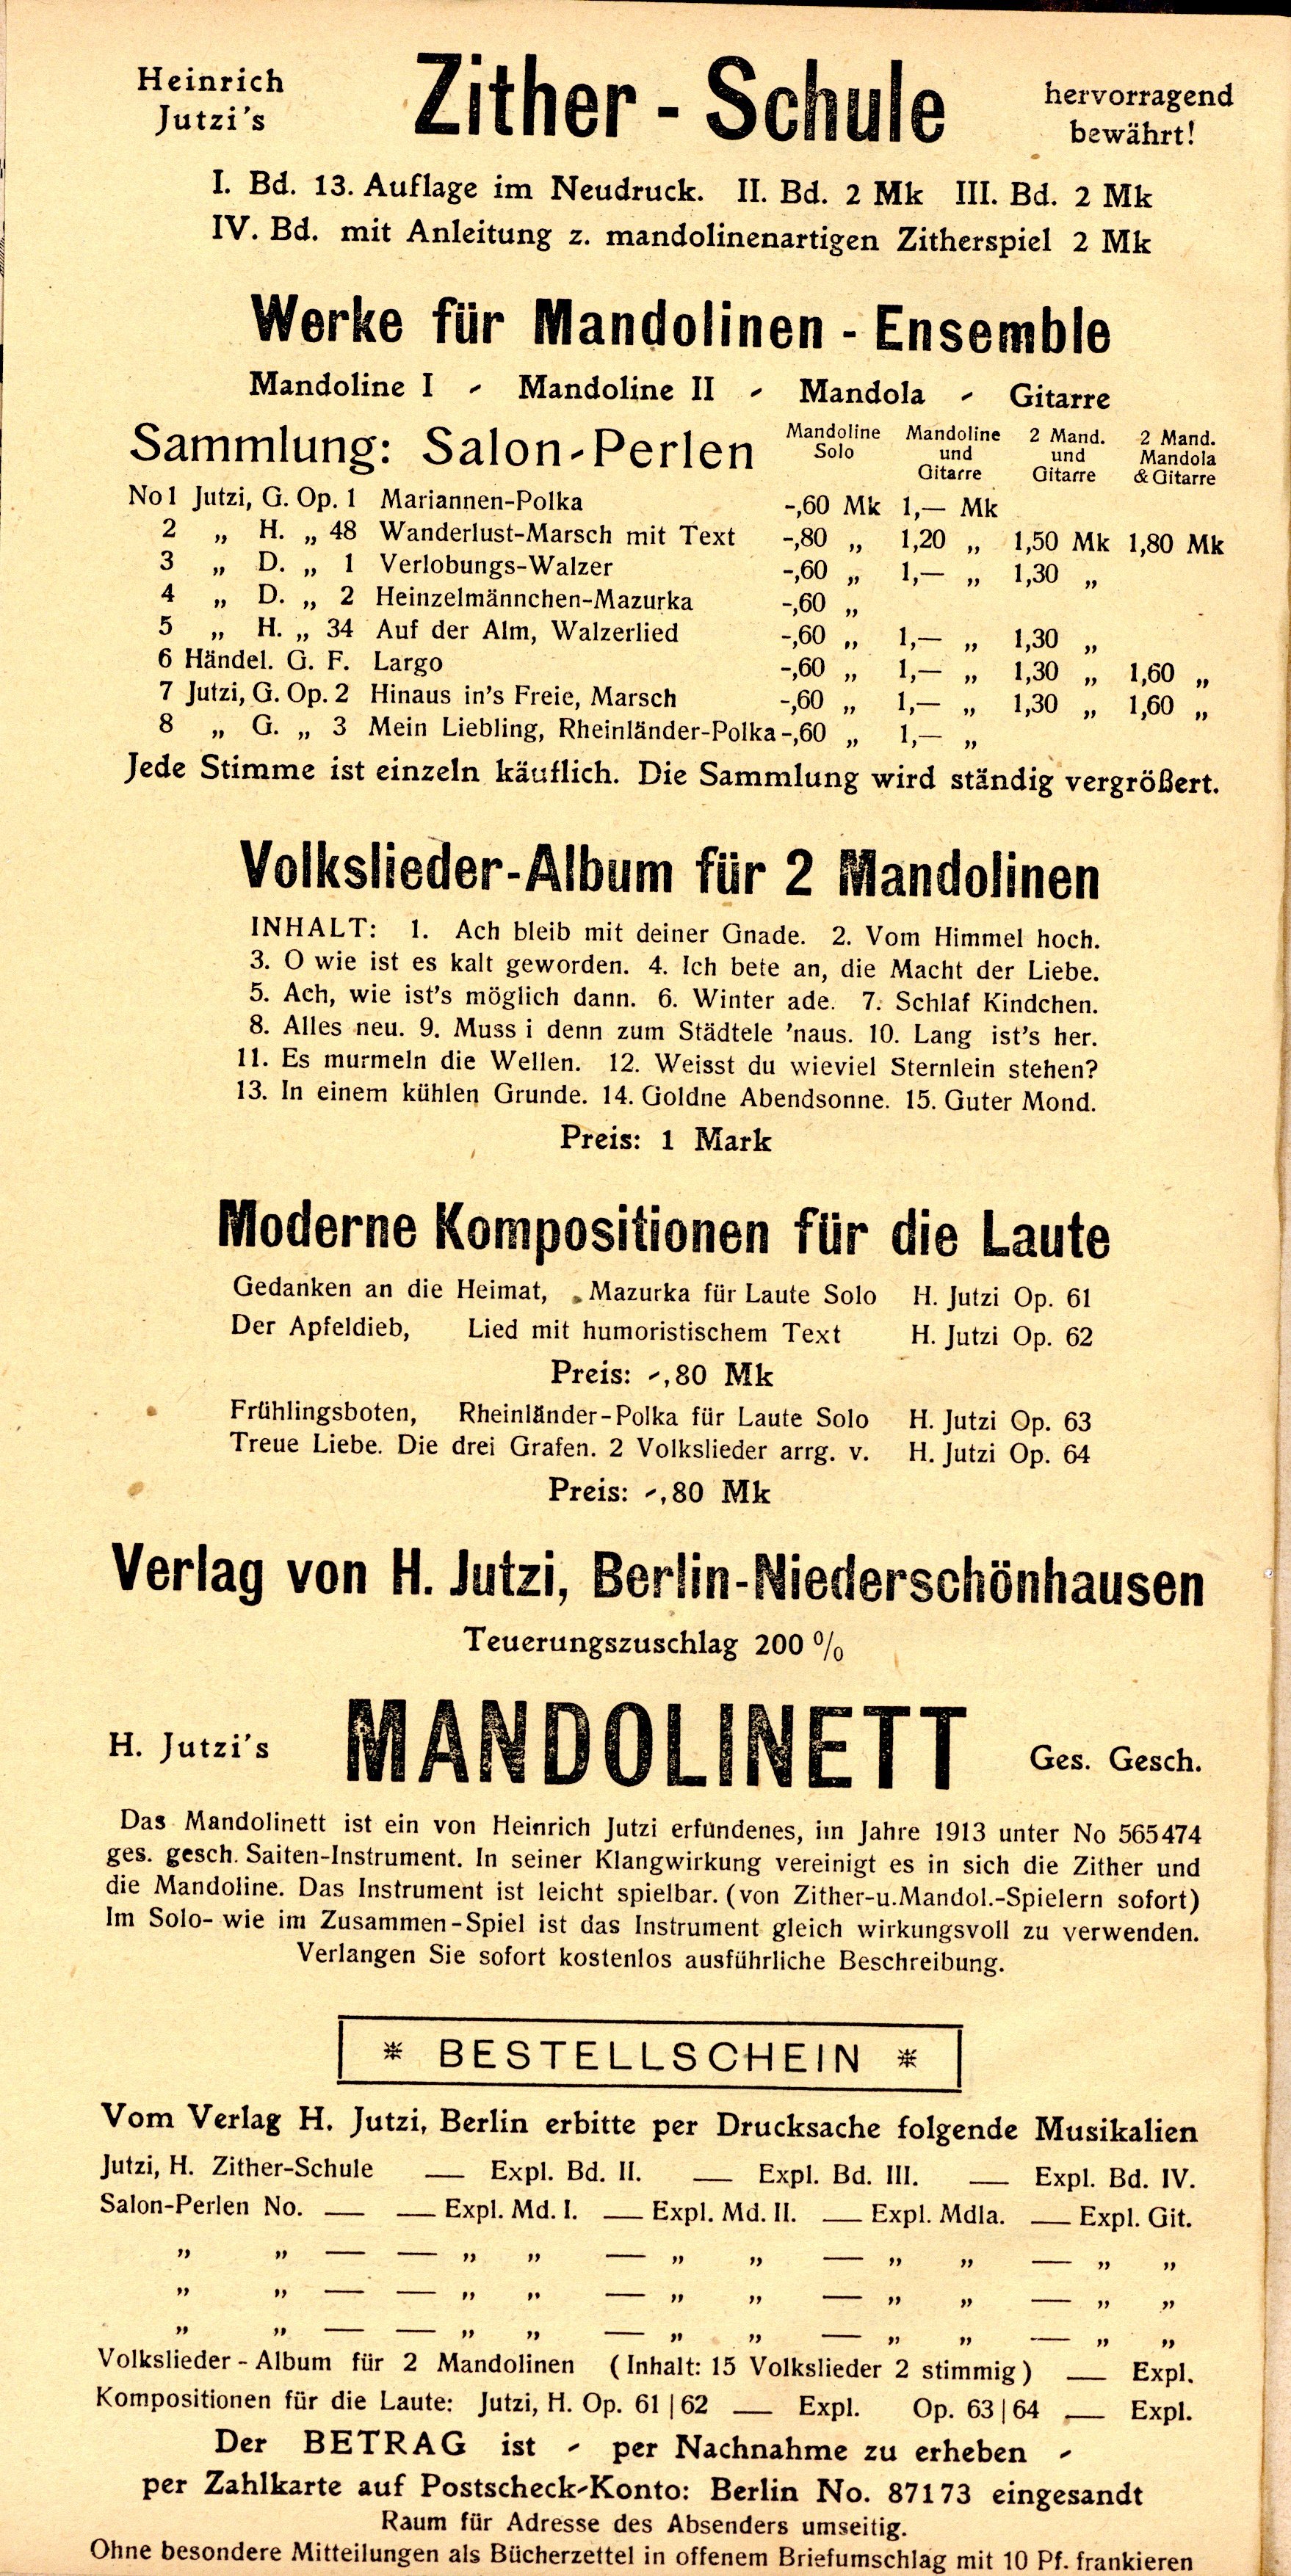 Heinrich Jutzi's Zither - Schule hervorragend bewährt!
I. Bd. 13. Auflage im Neudruck. II. Bd. 2 Mk III. Bd. 2 Mk
IV. Bd. mit Anleitung z. mandolinenartigen Zitherspiel 2 Mk
Werke für Mandolinen - Ensemble
Mandoline I - Mandoline II - Mandola - Gitarre
Sammlung: Salon-Perlen Mandoline Solo Mandoline und Gitarre 2 Mand. und Gitarre 2 Mand. Mandola & Gitarre
No 1 Jutzi, G. Op. 1 Mariannen-Polka -,60 Mk 1,— Mk
2 „ H. „ 48 Wanderlust-Marsch mit Text -,80 „ 1,20 „ 1,50 Mk 1,80 Mk
3 „ D. „ 1 Verlobungs-Walzer -,60 „ 1,— „ 1,30 „
4 „ D. „ 2 Heinzelmännchen-Mazurka -,60 „
5 „ H. „ 34 Auf der Alm, Walzerlied -,60 „ 1,— „ 1,30 „
6 Händel. G. F. Largo -,60 „ 1,— „ 1,30 „ 1,60 „
7 Jutzi, G. Op. 2 Hinaus in's Freie, Marsch -,60 „ 1,— „ 1,30 „ 1,60 „
8 „ G. „ 3 Mein Liebling, Rheinländer-Polka -,60 „ 1,— „
Jede Stimme ist einzeln käuflich. Die Sammlung wird ständig vergrößert.
Volkslieder-Album für 2 Mandolinen
INHALT: 1. Ach bleib mit deiner Gnade. 2. Vom Himmel hoch.
3. O wie ist es kalt geworden. 4. Ich bete an, die Macht der Liebe.
5. Ach, wie ist's möglich dann. 6. Winter ade. 7. Schlaf Kindchen.
8. Alles neu. 9. Muss i denn zum Städtele 'naus. 10. Lang ist's her.
11. Es murmeln die Wellen. 12. Weisst du wieviel Sternlein stehen?
13. In einem kühlen Grunde. 14. Goldne Abendsonne. 15. Guter Mond.
Preis: 1 Mark
Moderne Kompositionen für die Laute
Gedanken an die Heimat, Mazurka für Laute Solo H. Jutzi Op. 61
Der Apfeldieb, Lied mit humoristischem Text H. Jutzi Op. 62
Preis: -,80 Mk
Frühlingsboten, Rheinländer-Polka für Laute Solo H. Jutzi Op. 63
Treue Liebe. Die drei Grafen. 2 Volkslieder arrg. v. H. Jutzi Op. 64
Preis: -,80 Mk
Verlag von H. Jutzi, Berlin-Niederschönhausen
Teuerungszuschlag 200 %
H. Jutzi's MANDOLINETT Ges. Gesch.
Das Mandolinett ist ein von Heinrich Jutzi erfundenes, im Jahre 1913 unter No 565474
ges. gesch. Saiten-Instrument. In seiner Klangwirkung vereinigt es in sich die Zither und
die Mandoline. Das Instrument ist leicht spielbar. (von Zither-u.Mandol.-Spielern sofort)
Im Solo- wie im Zusammen-Spiel ist das Instrument gleich wirkungsvoll zu verwenden.
Verlangen Sie sofort kostenlos ausführliche Beschreibung.
* BESTELLSCHEIN *
Vom Verlag H. Jutzi, Berlin erbitte per Drucksache folgende Musikalien
Jutzi, H. Zither-Schule — Expl. Bd. II. — Expl. Bd. III. — Expl. Bd. IV.
Salon-Perlen No. — — Expl. Md. I. — Expl. Md. II. — Expl. Mdla. — Expl. Git.
„ „ — — „ „ — „ „ — „ „ — „ „
„ „ — — „ „ — „ „ — „ „ — „ „
„ „ — — „ „ — „ „ — „ „ — „ „
Volkslieder - Album für 2 Mandolinen (Inhalt: 15 Volkslieder 2 stimmig) — Expl.
Kompositionen für die Laute: Jutzi, H. Op. 61 | 62 — Expl. Op. 63 | 64 — Expl.
Der BETRAG ist - per Nachnahme zu erheben -
per Zahlkarte auf Postscheck-Konto: Berlin No. 87173 eingesandt
Raum für Adresse des Absenders umseitig.
Ohne besondere Mitteilungen als Bücherzettel in offenem Briefumschlag mit 10 Pf. frankieren